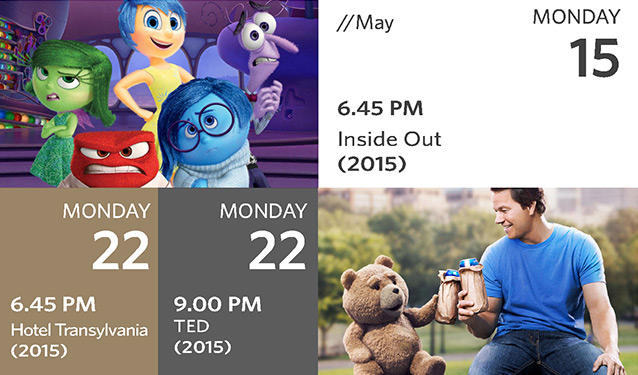 //May
MONDAY
15
6.45 PM
Inside Out
(2015)
MONDAY
22
6.45 PM
Hotel Transylvania
(2015)
MONDAY
22
9.00 PM
TED
(2015)